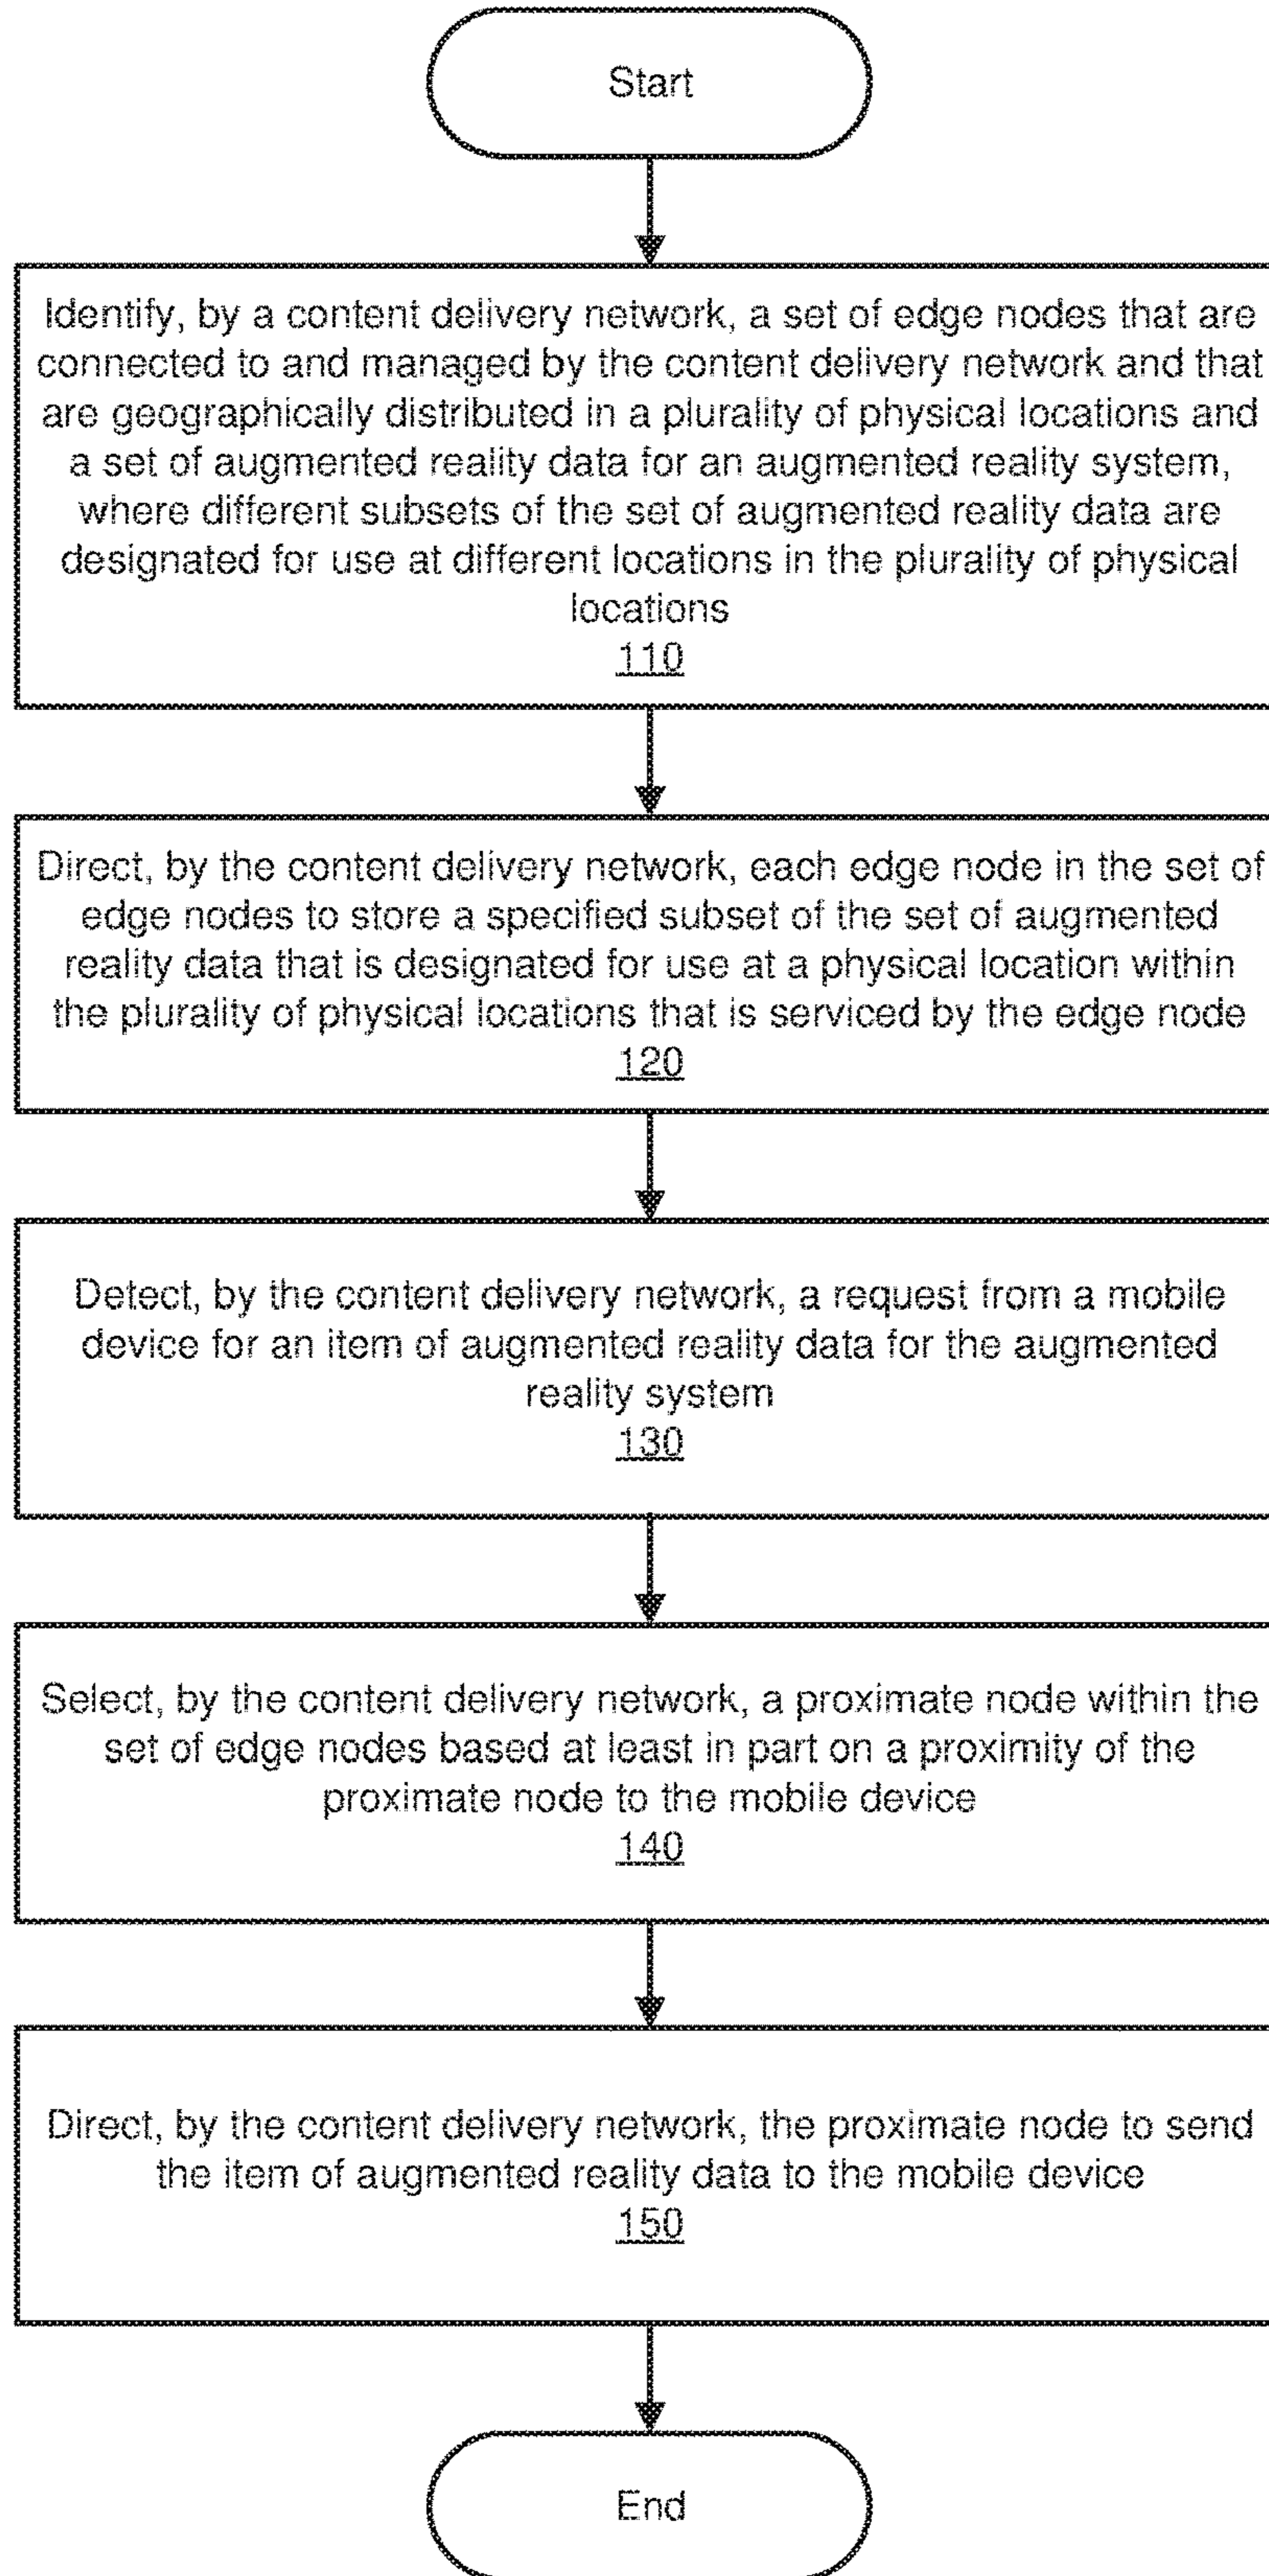 Start
Identify, by a content delivery network, a set of edge nodes that are
connected to and managed by the content delivery network and that
are geographically distributed in a plurality of physical locations and
a set of augmented reality data for an augmented reality system,
where different subsets of the set of augmented reality data are
designated for use at different locations in the plurality of physical
locations
110
Direct, by the content delivery network, each edge node in the set of
edge nodes to store a specified subset of the set of augmented
reality data that is designated for use at a physical location within
the plurality of physical locations that is serviced by the edge node
120
Detect, by the content delivery network, a request from a mobile
device for an item of augmented reality data for the augmented
reality system
130
Select, by the content delivery network, a proximate node within the
set of edge nodes based at least in part on a proximity of the
proximate node to the mobile device
140
Direct, by the content delivery network, the proximate node to send
the item of augmented reality data to the mobile device
150
End